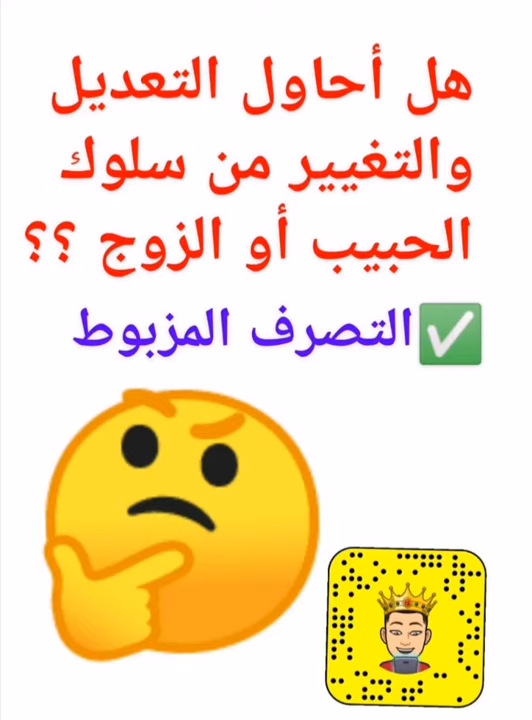 هل أحاول التعديل
والتغيير من سلوك
الحبيب أو الزوج ؟؟
✅التصرف المزبوط